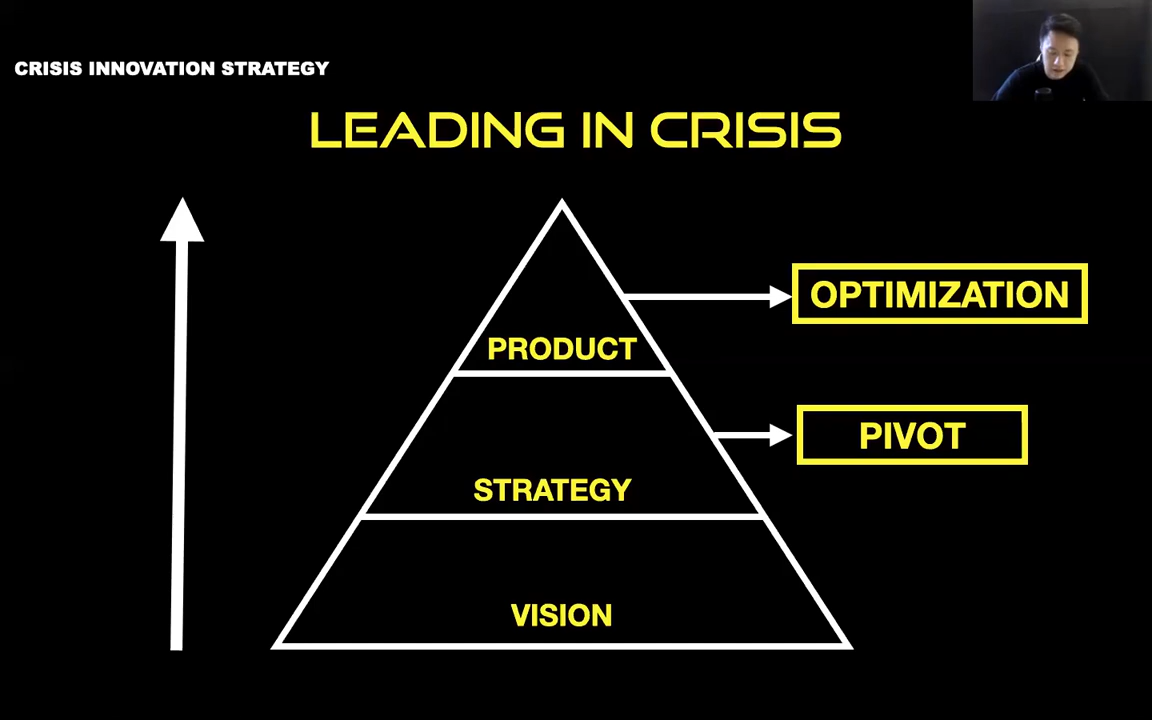 CRISIS INNOVATION STRATEGY
LEADING IN CRISIS
OPTIMIZATION
PRODUCT
PIVOT
STRATEGY
VISION